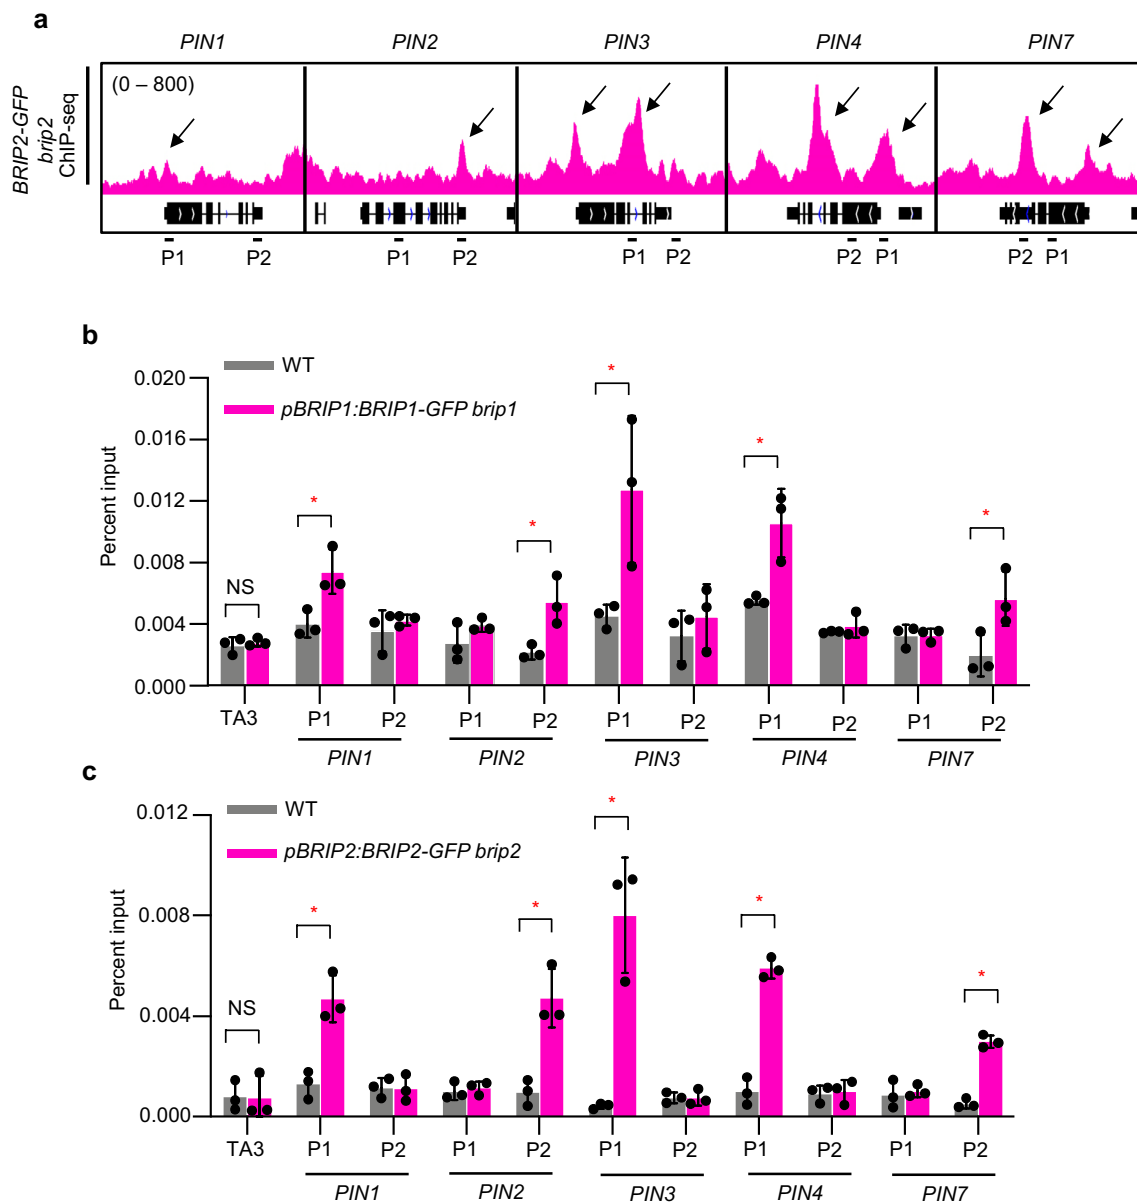 a
PIN1 PIN2 PIN3 PIN4 PIN7
BRIP2-GFP
brip2
ChIP-seq
(0 – 800)
P1 P2 P1 P2 P1 P2 P2 P1 P2 P1
b
WT
pBRIP1:BRIP1-GFP brip1
Percent input
0.020
0.016
0.012
0.008
0.004
0.000
NS * * * * *
TA3 P1 P2 P1 P2 P1 P2 P1 P2 P1 P2
PIN1 PIN2 PIN3 PIN4 PIN7
c
WT
pBRIP2:BRIP2-GFP brip2
Percent input
0.012
0.008
0.004
0.000
NS * * * * *
TA3 P1 P2 P1 P2 P1 P2 P1 P2 P1 P2
PIN1 PIN2 PIN3 PIN4 PIN7